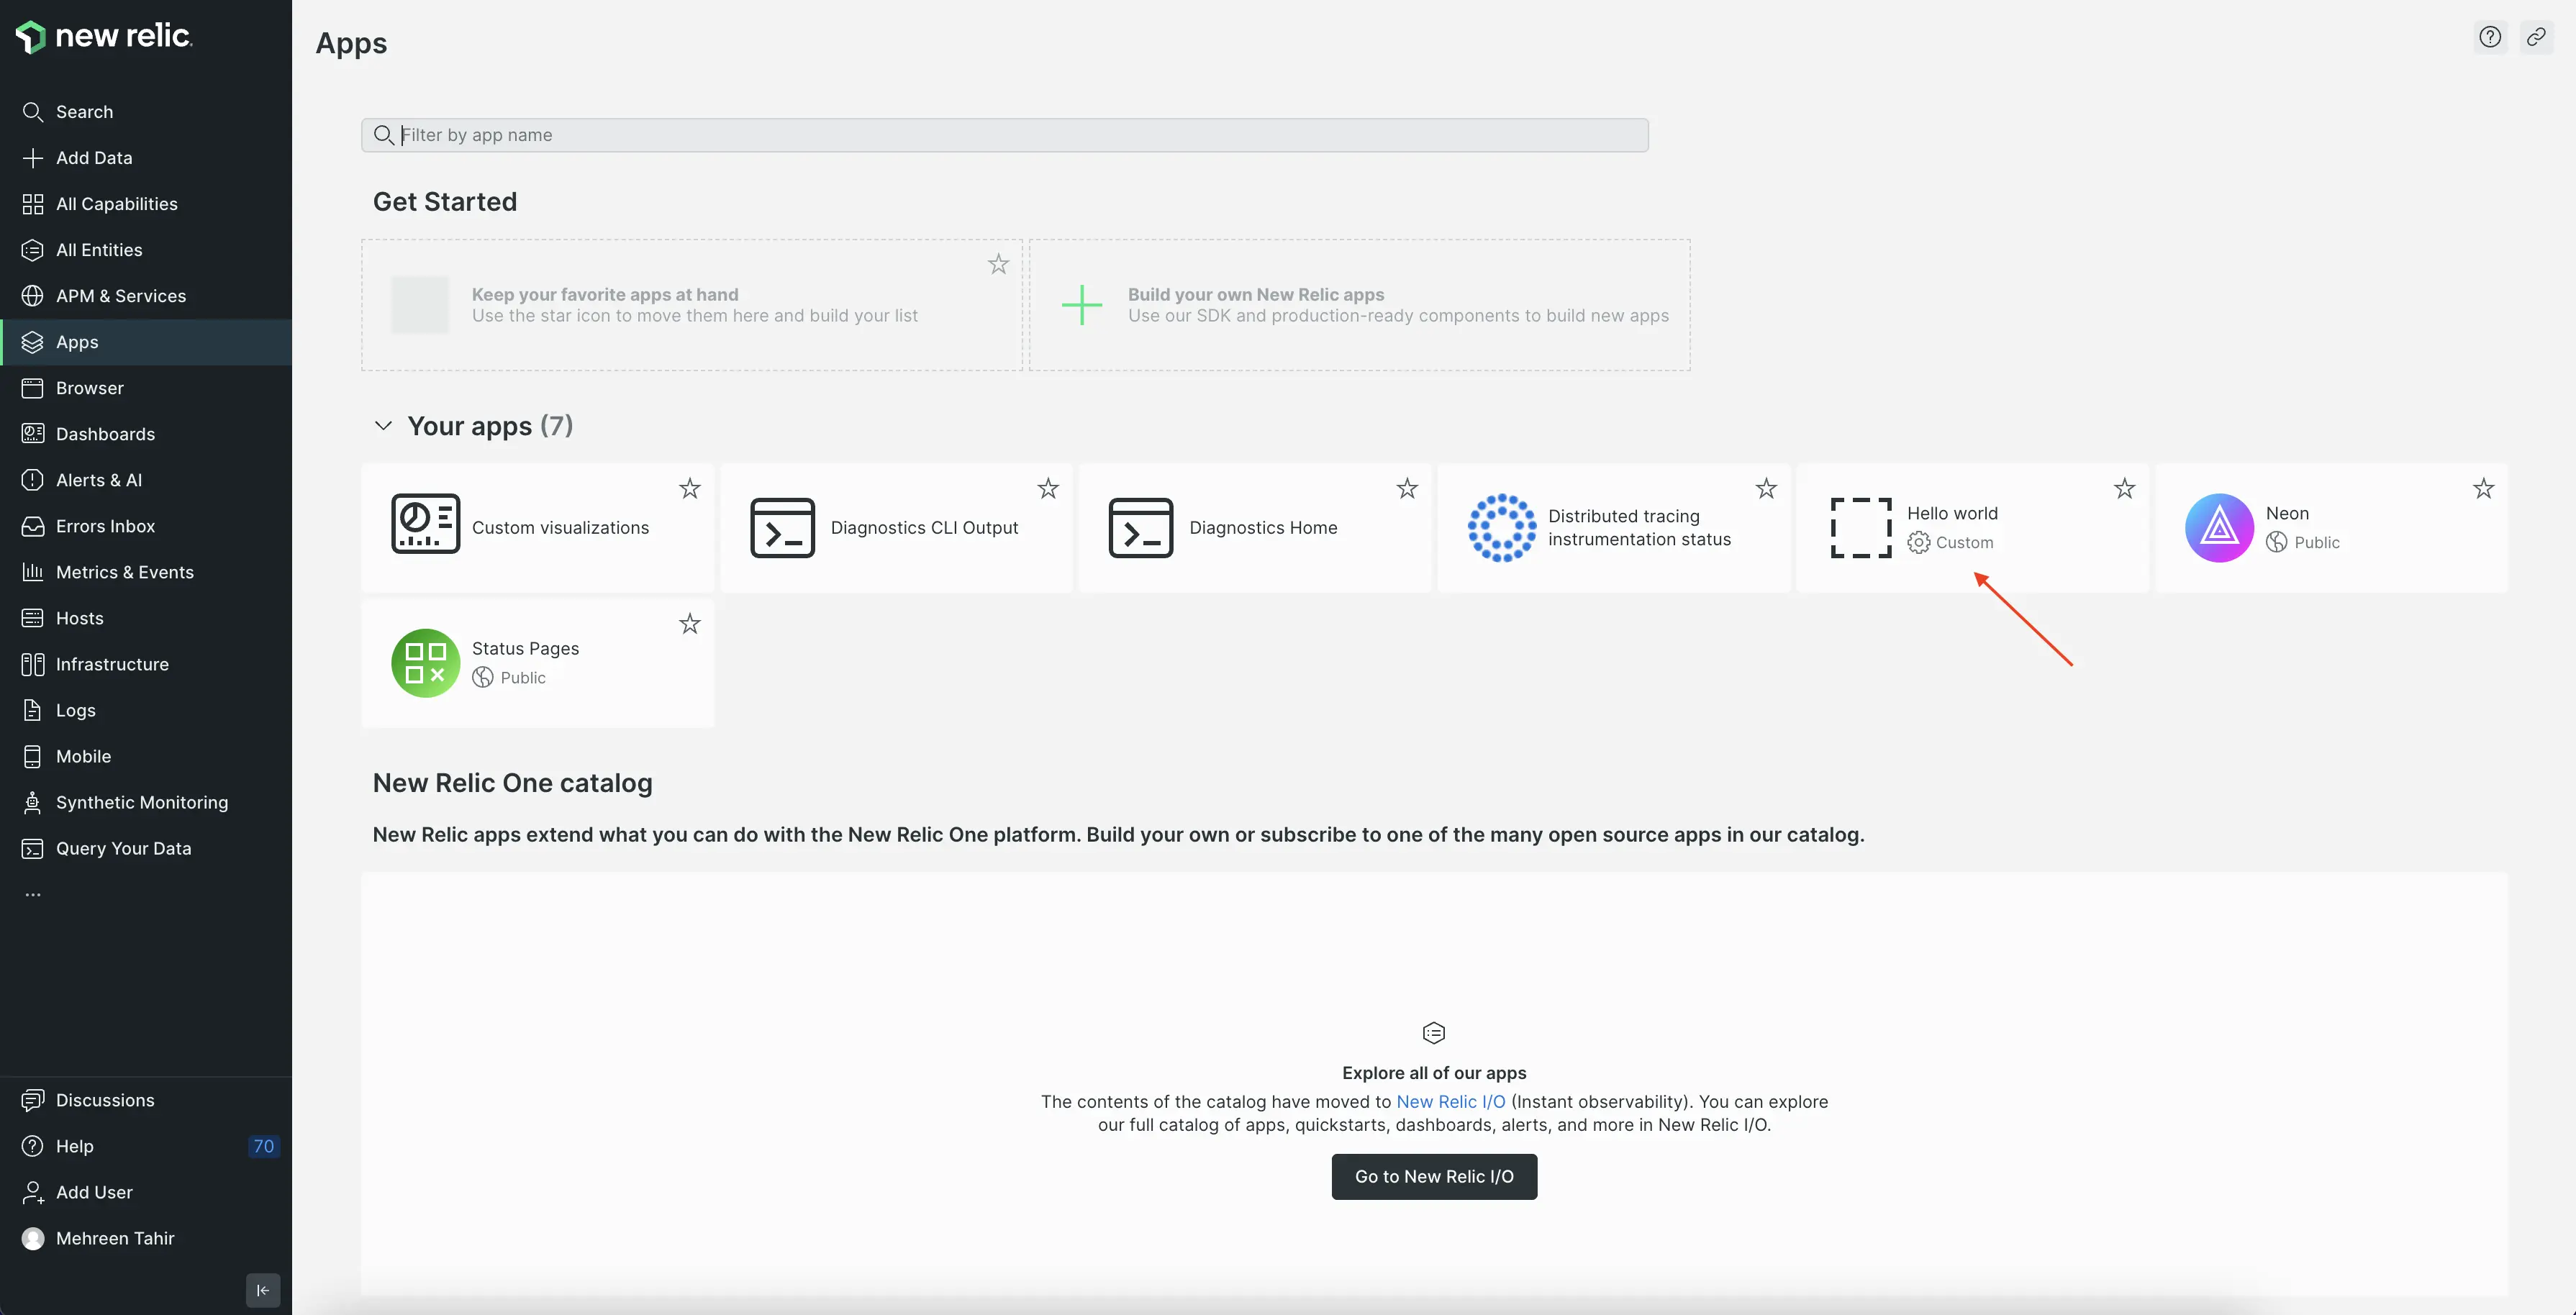 new relic.
Search
Add Data
All Capabilities
All Entities
APM & Services
Apps
Browser
Dashboards
Alerts & AI
Errors Inbox
Metrics & Events
Hosts
Infrastructure
Logs
Mobile
Synthetic Monitoring
Query Your Data
...
Discussions
Help 70
Add User
Mehreen Tahir
Apps
Filter by app name
Get Started
Keep your favorite apps at hand
Use the star icon to move them here and build your list
Build your own New Relic apps
Use our SDK and production-ready components to build new apps
Your apps (7)
Custom visualizations
Diagnostics CLI Output
Diagnostics Home
Distributed tracing
instrumentation status
Hello world
Custom
Neon
Public
Status Pages
Public
New Relic One catalog
New Relic apps extend what you can do with the New Relic One platform. Build your own or subscribe to one of the many open source apps in our catalog.
Explore all of our apps
The contents of the catalog have moved to New Relic I/O (Instant observability). You can explore
our full catalog of apps, quickstarts, dashboards, alerts, and more in New Relic I/O.
Go to New Relic I/O